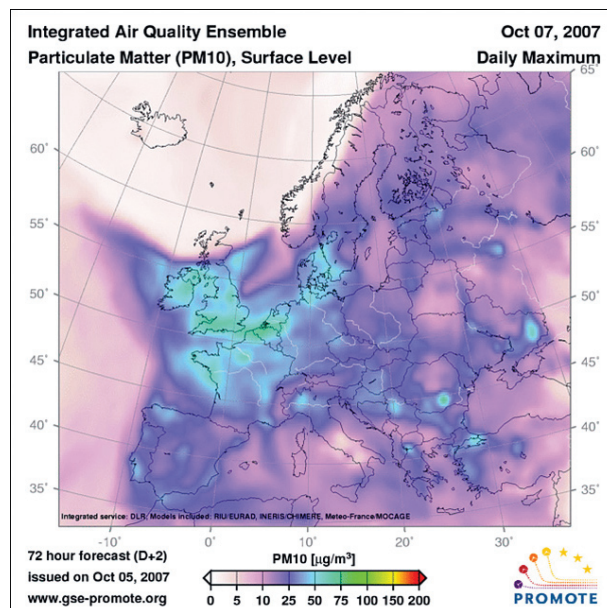 Integrated Air Quality Ensemble Oct 07, 2007
Particulate Matter (PM10), Surface Level Daily Maximum
65°
60° 60°
55° 55°
50° 50°
45° 45°
40° 40°
35° 35°
Integrated service: DLR; Models included: RIU/EURAD, INERIS/CHIMERE, Meteo-France/MOCAGE
-10° 0° 10° 20° 30°
72 hour forecast (D+2)
issued on Oct 05, 2007
www.gse-promote.org
PM10 [µg/m³]
0 5 10 25 50 75 100 150 200
PROMOTE